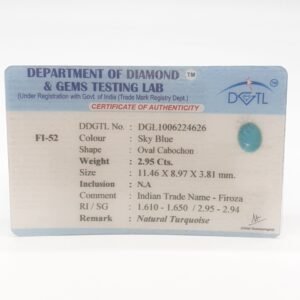 DEPARTMENT OF DIAMOND TM
& GEMS TESTING LAB
(Under Registration with Govt. of India (Trade Mark Registry Dept.)
CERTIFICATE OF AUTHENTICITY
DGTL
TM
FI-52
DDGTL No. : DGL1006224626
Colour : Sky Blue
Shape : Oval Cabochon
Weight : 2.95 Cts.
Size : 11.46 X 8.97 X 3.81 mm.
Inclusion : N.A
Comment : Indian Trade Name - Firoza
RI / SG : 1.610 - 1.650 / 2.95 - 2.94
Remark : Natural Turquoise